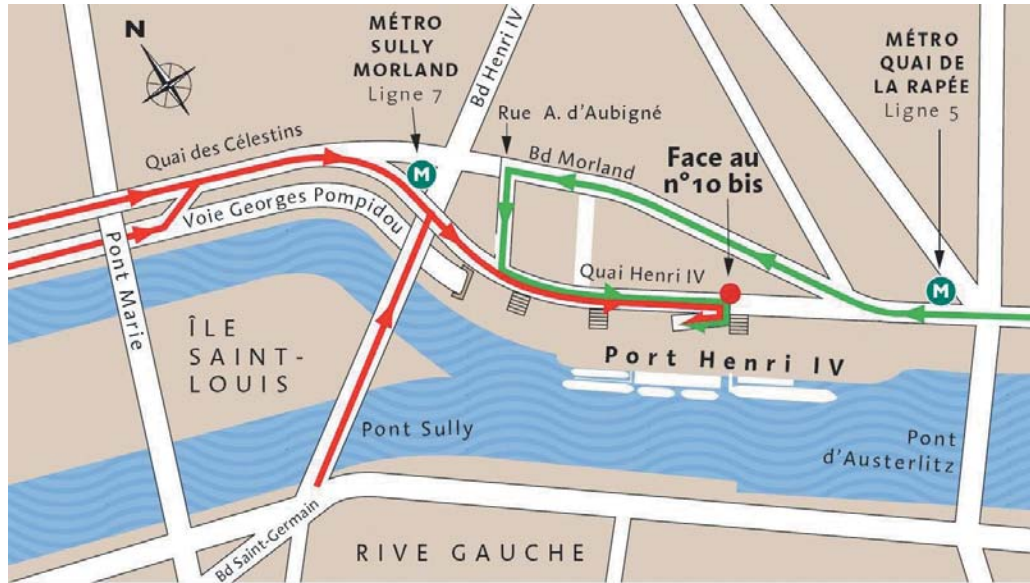 N
MÉTRO
SULLY
MORLAND
Ligne 7
Bd Henri IV
MÉTRO
QUAI DE
LA RAPÉE
Ligne 5
Rue A. d'Aubigné
Quai des Célestins
Bd Morland
Face au
n°10 bis
M
Voie Georges Pompidou
Pont Marie
Quai Henri IV
M
ÎLE
SAINT-
LOUIS
Port Henri IV
Pont Sully
Pont
d'Austerlitz
Bd Saint-Germain
RIVE GAUCHE